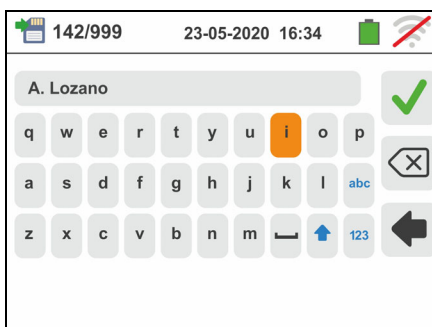 142/999 23-05-2020 16:34
A. Lozano
q w e r t y u i o p
a s d f g h j k l abc
z x c v b n m 123